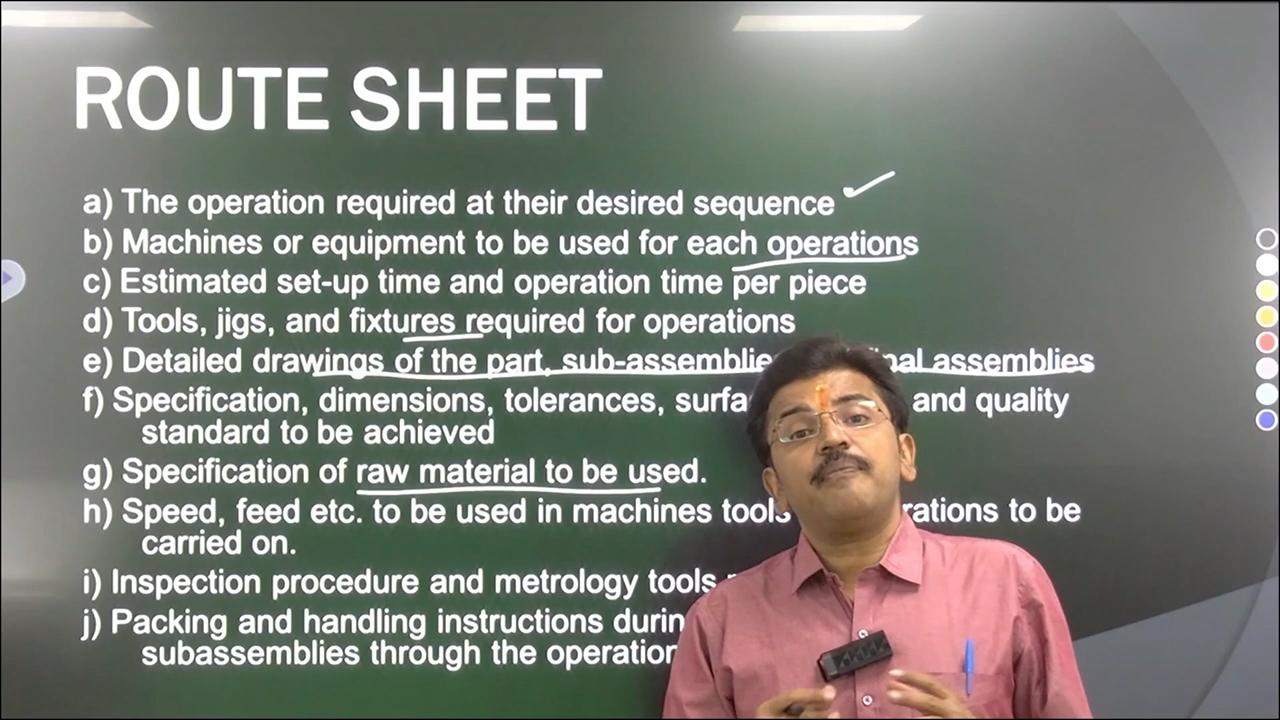 ROUTE SHEET
a) The operation required at their desired sequence
b) Machines or equipment to be used for each operations
c) Estimated set-up time and operation time per piece
d) Tools, jigs, and fixtures required for operations
e) Detailed drawings of the part, sub-assemblie assemblies
f) Specification, dimensions, tolerances, and quality
standard to be achieved
g) Specification of raw material to be used.
h) Speed, feed etc. to be used in machines tools to be
carried on.
i) Inspection procedure and metrology tools
j) Packing and handling instructions
subassemblies through the